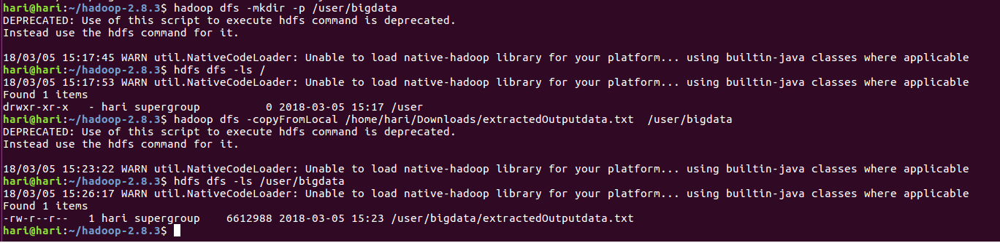 hari@hari:~/hadoop-2.8.3$ hadoop dfs -mkdir -p /user/bigdata
DEPRECATED: Use of this script to execute hdfs command is deprecated.
Instead use the hdfs command for it.

18/03/05 15:17:45 WARN util.NativeCodeLoader: Unable to load native-hadoop library for your platform... using builtin-java classes where applicable
hari@hari:~/hadoop-2.8.3$ hdfs dfs -ls /
18/03/05 15:17:53 WARN util.NativeCodeLoader: Unable to load native-hadoop library for your platform... using builtin-java classes where applicable
Found 1 items
drwxr-xr-x   - hari supergroup          0 2018-03-05 15:17 /user
hari@hari:~/hadoop-2.8.3$ hadoop dfs -copyFromLocal /home/hari/Downloads/extractedOutputdata.txt  /user/bigdata
DEPRECATED: Use of this script to execute hdfs command is deprecated.
Instead use the hdfs command for it.

18/03/05 15:23:22 WARN util.NativeCodeLoader: Unable to load native-hadoop library for your platform... using builtin-java classes where applicable
hari@hari:~/hadoop-2.8.3$ hdfs dfs -ls /user/bigdata
18/03/05 15:26:17 WARN util.NativeCodeLoader: Unable to load native-hadoop library for your platform... using builtin-java classes where applicable
Found 1 items
-rw-r--r--   1 hari supergroup    6612988 2018-03-05 15:23 /user/bigdata/extractedOutputdata.txt
hari@hari:~/hadoop-2.8.3$